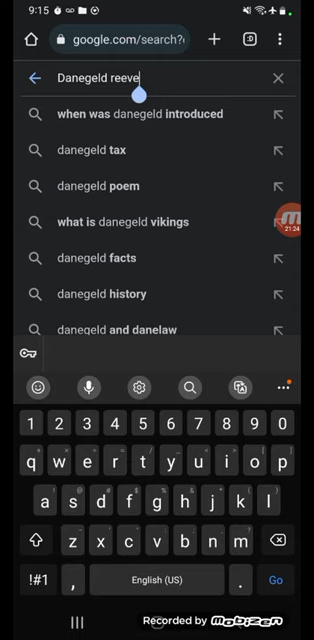 9:15
google.com/search?
Danegeld reeve
when was danegeld introduced
danegeld tax
danegeld poem
what is danegeld vikings
21:24
danegeld facts
danegeld history
danegeld and danelaw
1 2 3 4 5 6 7 8 9 0
q w e r t y u i o p
a s d f g h j k l
z x c v b n m
!#1 , English (US) . Go
Recorded by MOBIZEN